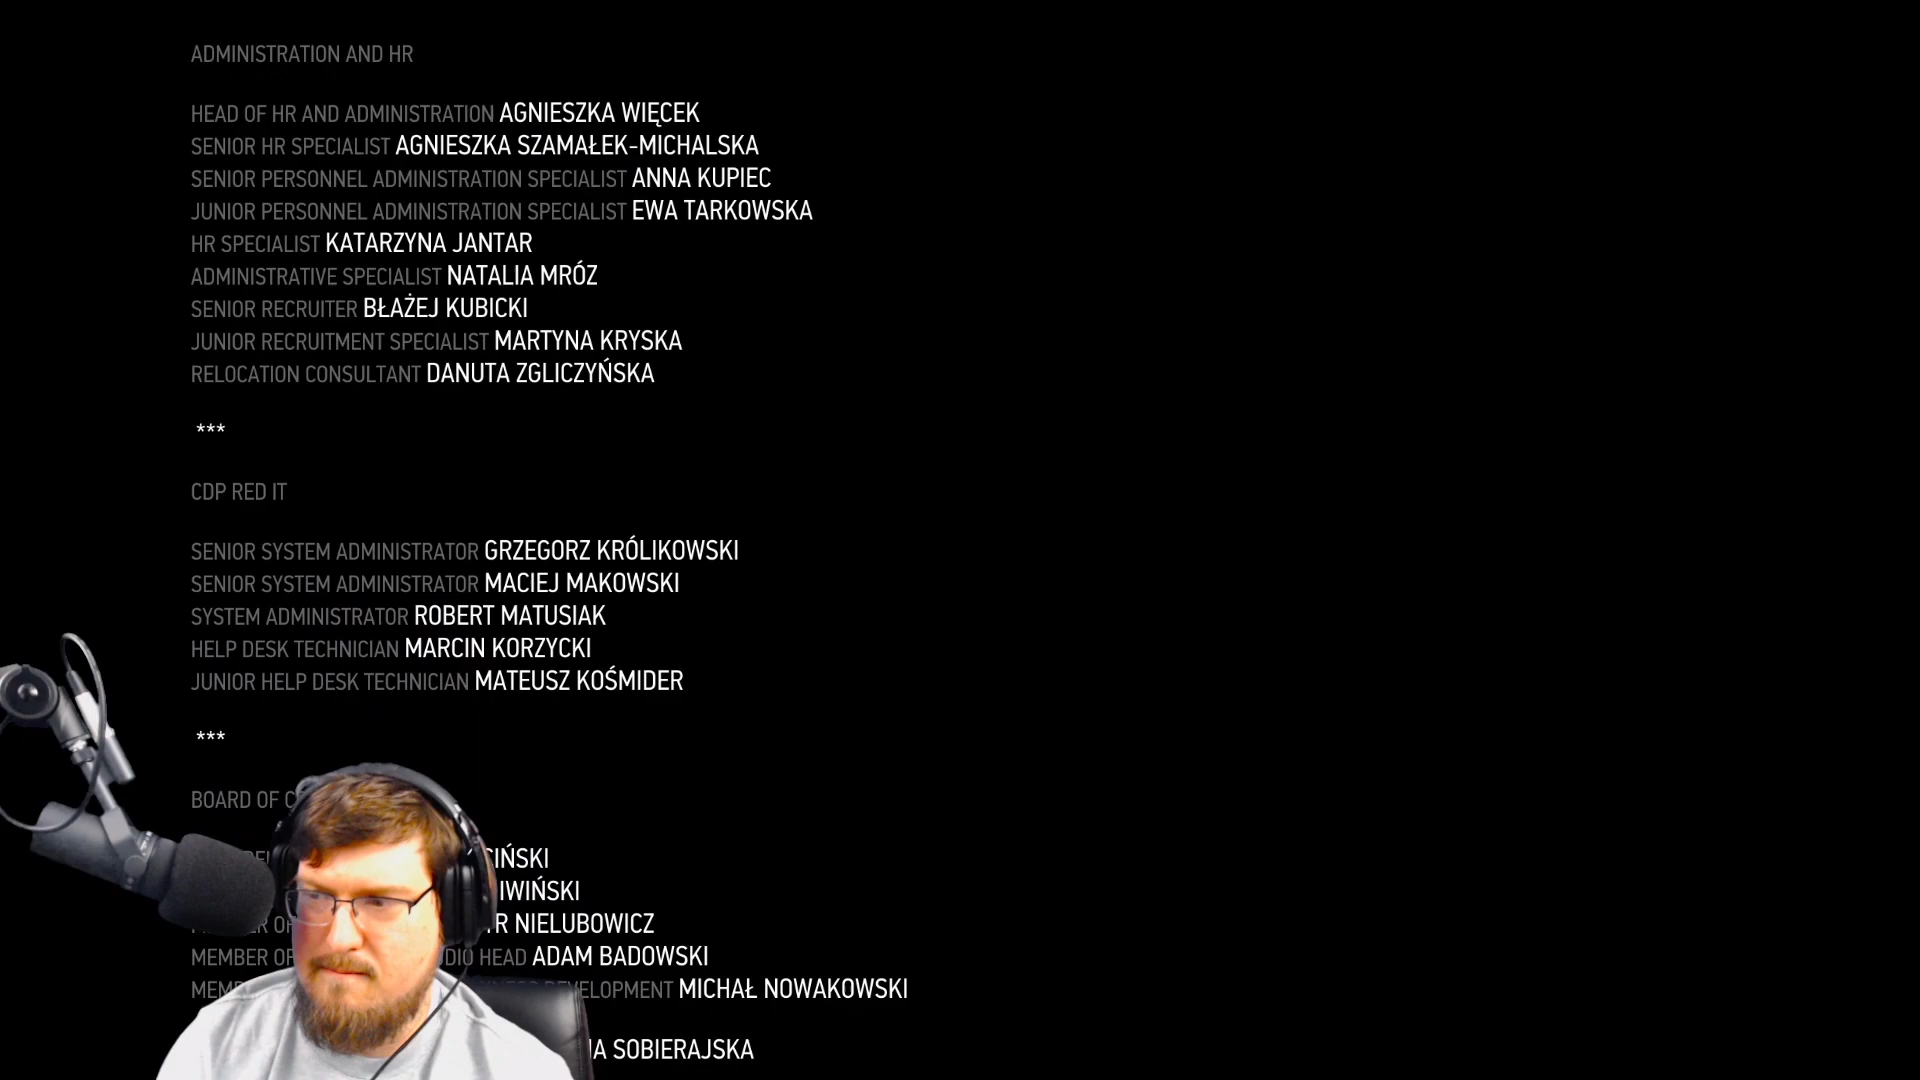 ADMINISTRATION AND HR
HEAD OF HR AND ADMINISTRATION AGNIESZKA WIĘCEK
SENIOR HR SPECIALIST AGNIESZKA SZAMAŁEK-MICHALSKA
SENIOR PERSONNEL ADMINISTRATION SPECIALIST ANNA KUPIEC
JUNIOR PERSONNEL ADMINISTRATION SPECIALIST EWA TARKOWSKA
HR SPECIALIST KATARZYNA JANTAR
ADMINISTRATIVE SPECIALIST NATALIA MRÓZ
SENIOR RECRUITER BŁAŻEJ KUBICKI
JUNIOR RECRUITMENT SPECIALIST MARTYNA KRYSKA
RELOCATION CONSULTANT DANUTA ZGLICZYŃSKA
***
CDP RED IT
SENIOR SYSTEM ADMINISTRATOR GRZEGORZ KRÓLIKOWSKI
SENIOR SYSTEM ADMINISTRATOR MACIEJ MAKOWSKI
SYSTEM ADMINISTRATOR ROBERT MATUSIAK
HELP DESK TECHNICIAN MARCIN KORZYCKI
JUNIOR HELP DESK TECHNICIAN MATEUSZ KOŚMIDER
***
BOARD OF
NIELUBOWICZ
MEMBER HEAD ADAM BADOWSKI
MICHAŁ NOWAKOWSKI
SOBIERAJSKA